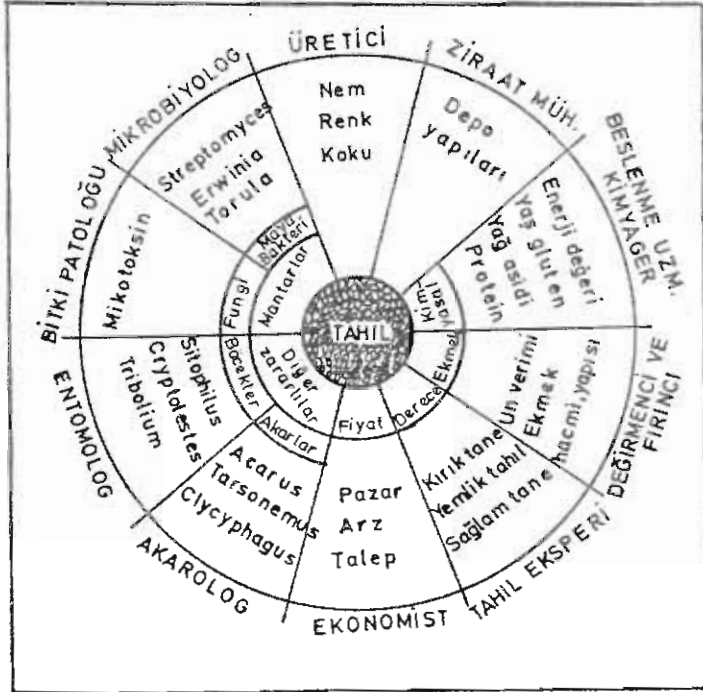 ÜRETİCİ
Nem
Renk
Koku
ZİRAAT MÜH.
Depo
yapıları
BESLENME UZM.
KİMYAGER
Enerji değeri
Yaş gluten
Yağ asidi
Protein
Kim-
yasal
DEĞİRMENCİ VE
FIRINCI
Un verimi
Ekmek
hacmi,yapısı
Ekmek
TAHIL EKSPERİ
Kırık tane
Yemlik tahıl
Sağlam tane
Derece
EKONOMİST
Fiyat
Pazar
Arz
Talep
AKAROLOG
Akarlar
Acarus
Tarsonemus
Clycyphagus
ENTOMOLOG
Böcekler
Sitophilus
Cryptolestes
Tribolium
Diğer
zararlılar
BİTKİ PATOLOĞU
Mikotoksin
Fungi
Mantarlar
MİKROBİYOLOG
Streptomyces
Erwinia
Torula
Maya
Bakteri
TAHIL